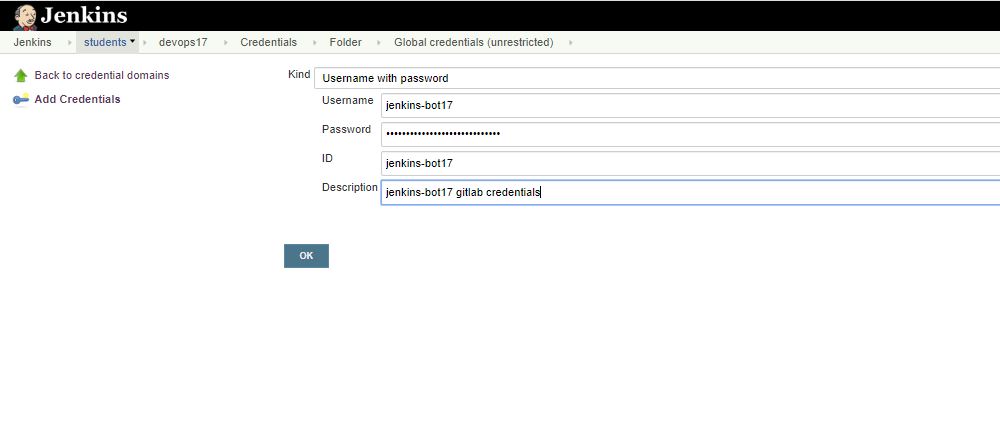 Jenkins
Jenkins students devops17 Credentials Folder Global credentials (unrestricted)
Back to credential domains
Add Credentials
Kind Username with password
Username jenkins-bot17
Password •••••••••••••••••••••••••••••
ID jenkins-bot17
Description jenkins-bot17 gitlab credentials
OK